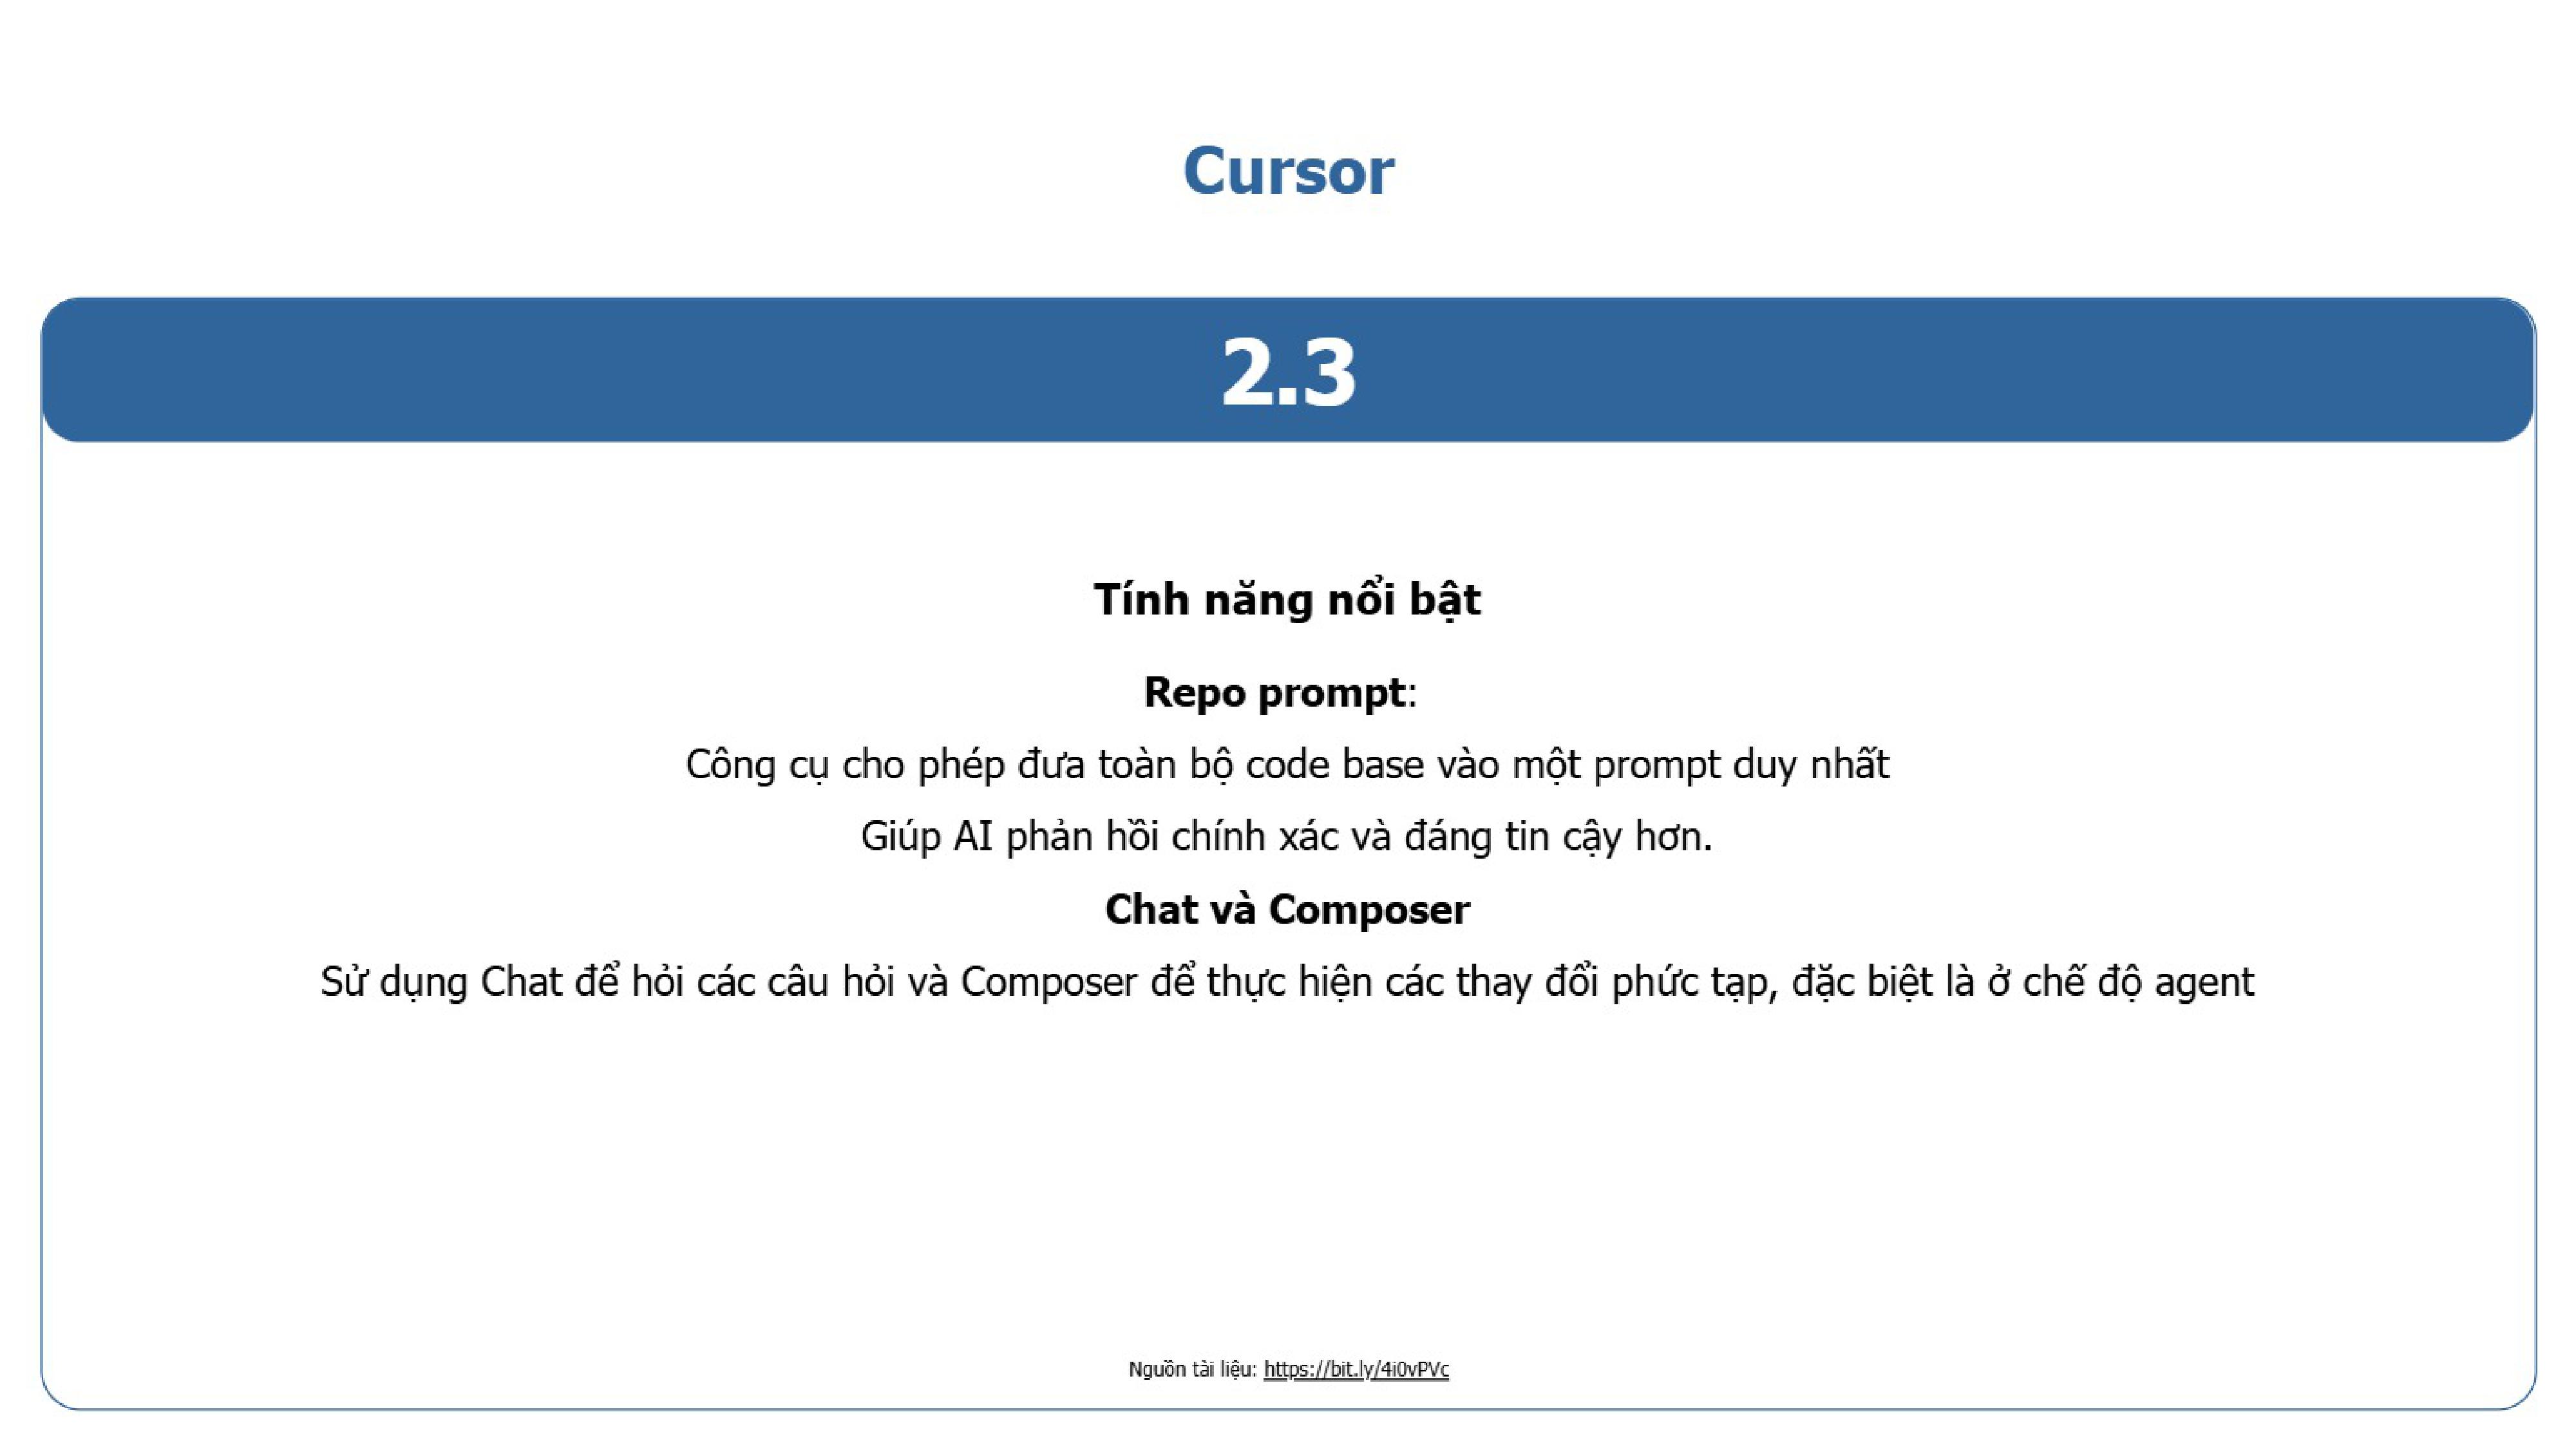 Cursor
2.3
Tính năng nổi bật
Repo prompt:
Công cụ cho phép đưa toàn bộ code base vào một prompt duy nhất
Giúp AI phản hồi chính xác và đáng tin cậy hơn.
Chat và Composer
Sử dụng Chat để hỏi các câu hỏi và Composer để thực hiện các thay đổi phức tạp, đặc biệt là ở chế độ agent
Nguồn tài liệu: https://bit.ly/4i0vPVc